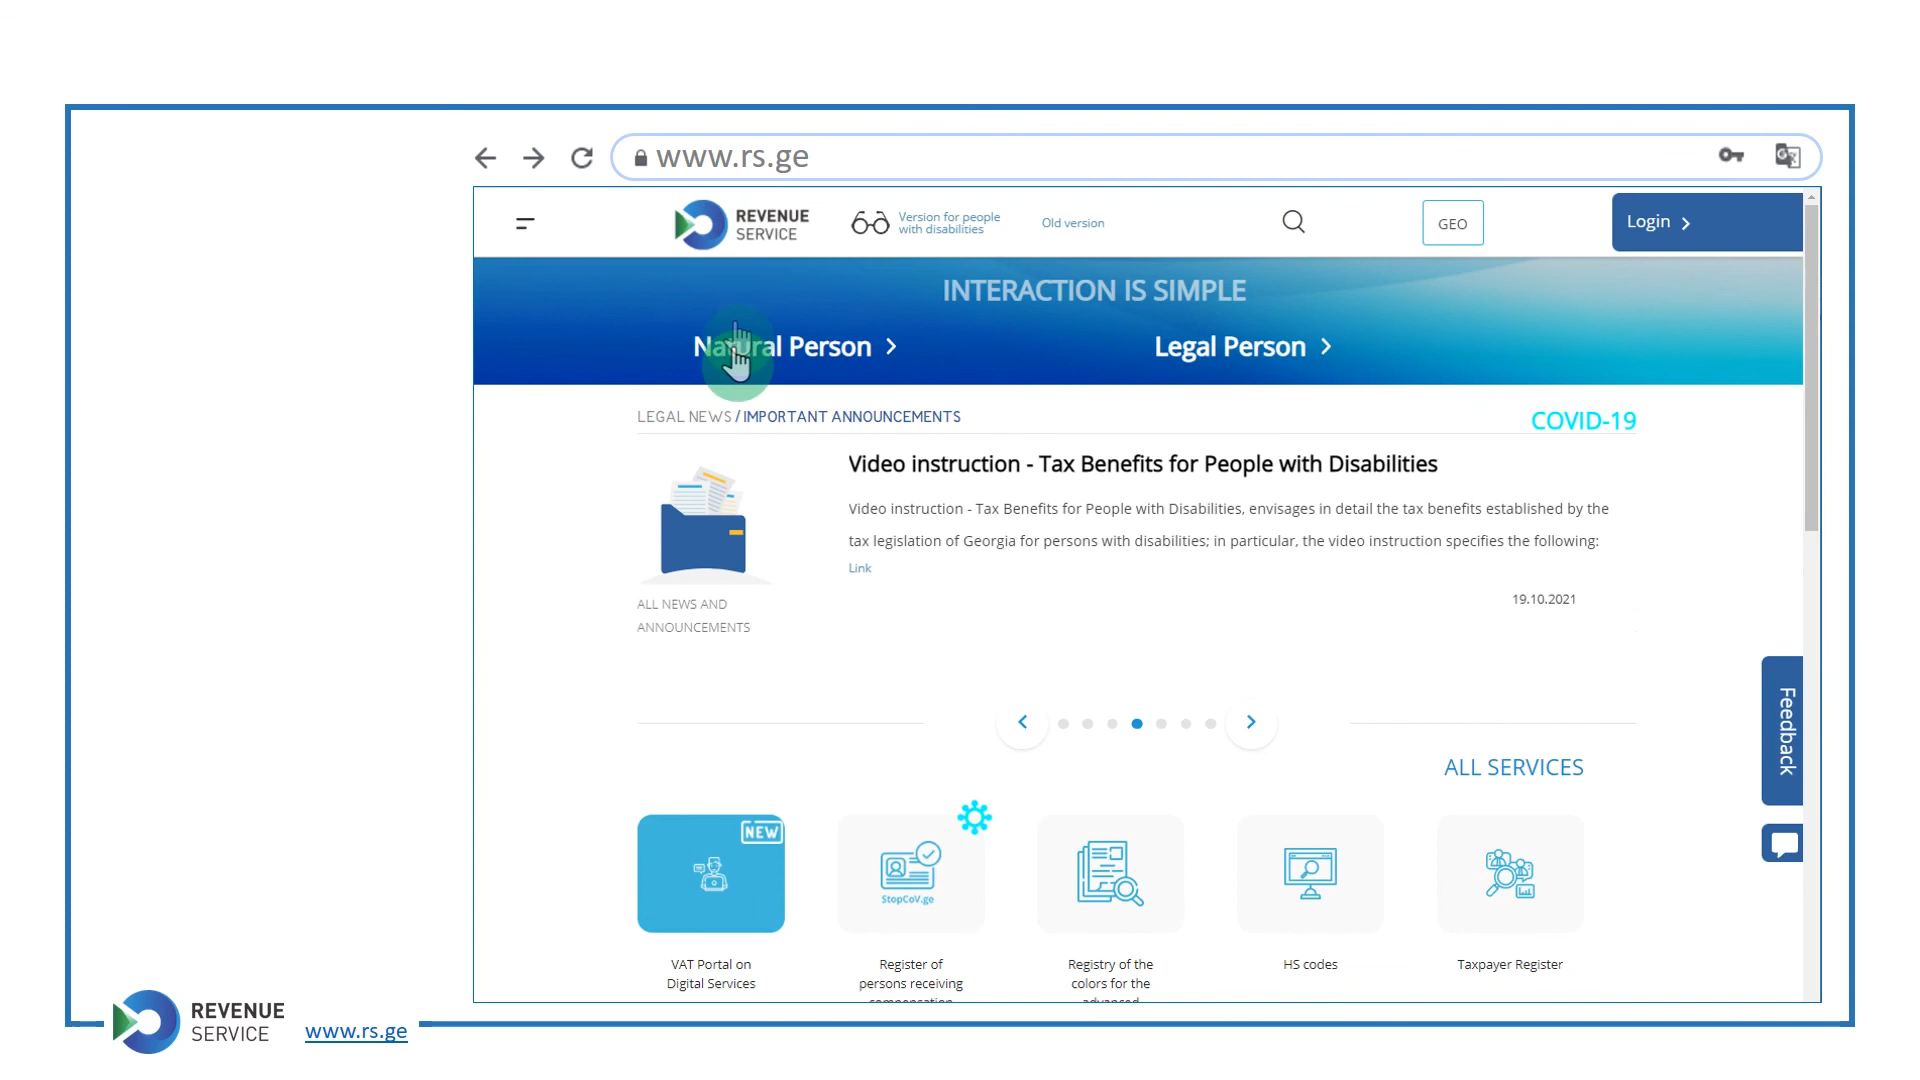 www.rs.ge
REVENUE
SERVICE
Version for people
with disabilities
Old version
GEO
Login
INTERACTION IS SIMPLE
Natural Person
Legal Person
LEGAL NEWS / IMPORTANT ANNOUNCEMENTS
COVID-19
Video instruction - Tax Benefits for People with Disabilities
Video instruction - Tax Benefits for People with Disabilities, envisages in detail the tax benefits established by the
tax legislation of Georgia for persons with disabilities; in particular, the video instruction specifies the following:
Link
19.10.2021
ALL NEWS AND
ANNOUNCEMENTS
Feedback
ALL SERVICES
NEW
StopCoV.ge
VAT Portal on
Digital Services
Register of
persons receiving
compensation
Registry of the
colors for the
advanced
HS codes
Taxpayer Register
REVENUE
SERVICE
www.rs.ge